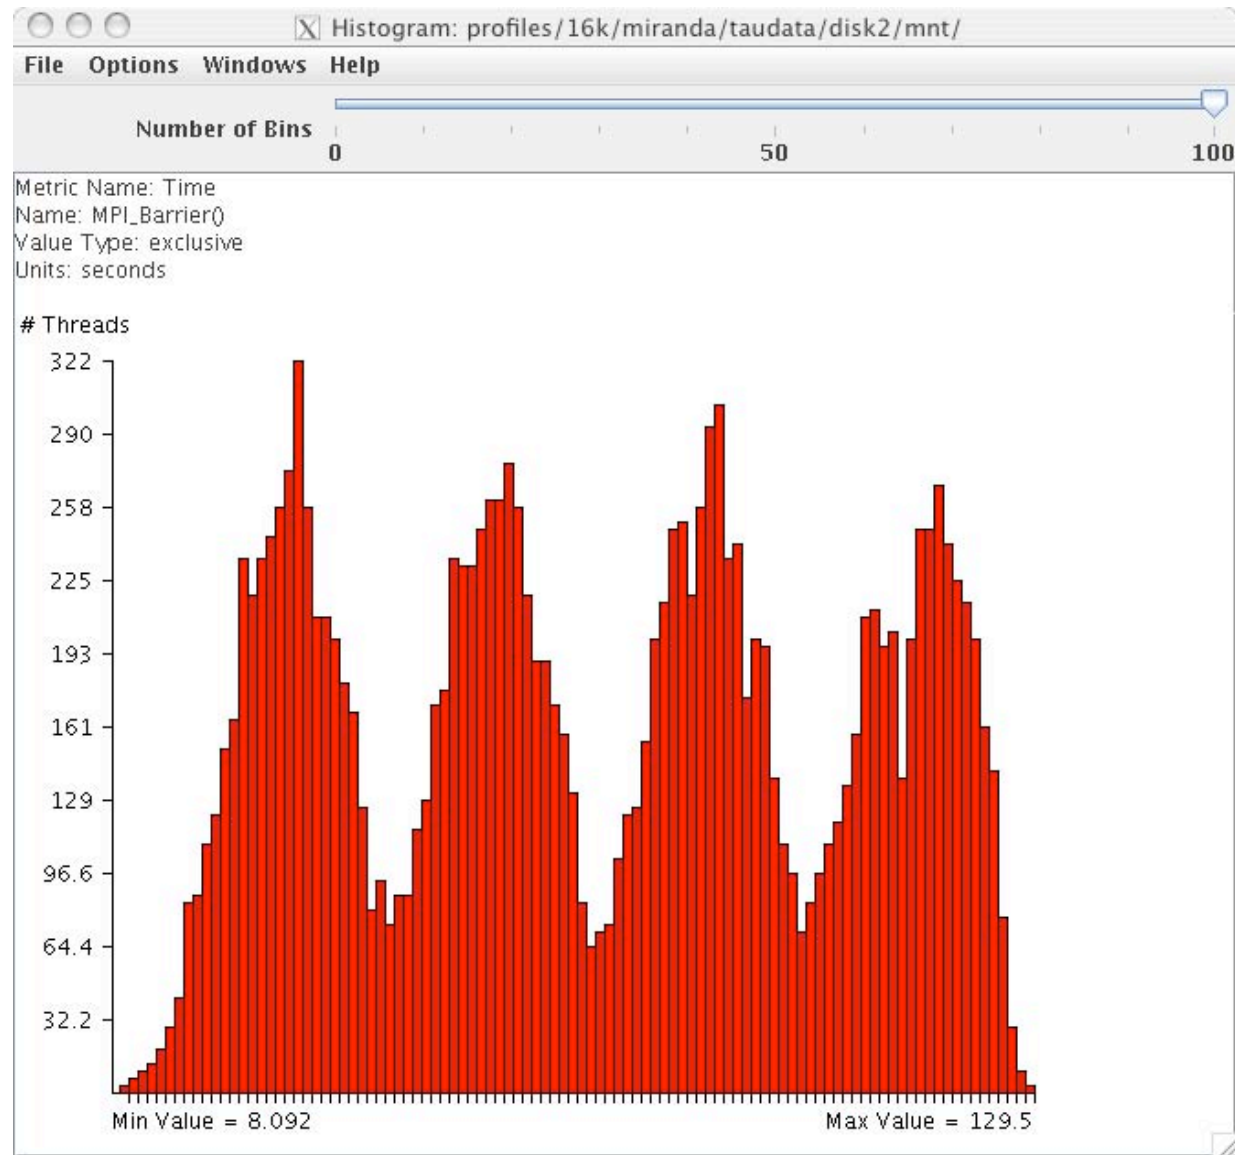 Histogram: profiles/16k/miranda/taudata/disk2/mnt/
File Options Windows Help
Number of Bins
0 50 100
Metric Name: Time
Name: MPI_Barrier()
Value Type: exclusive
Units: seconds
# Threads
322
290
258
225
193
161
129
96.6
64.4
32.2
Min Value = 8.092 Max Value = 129.5